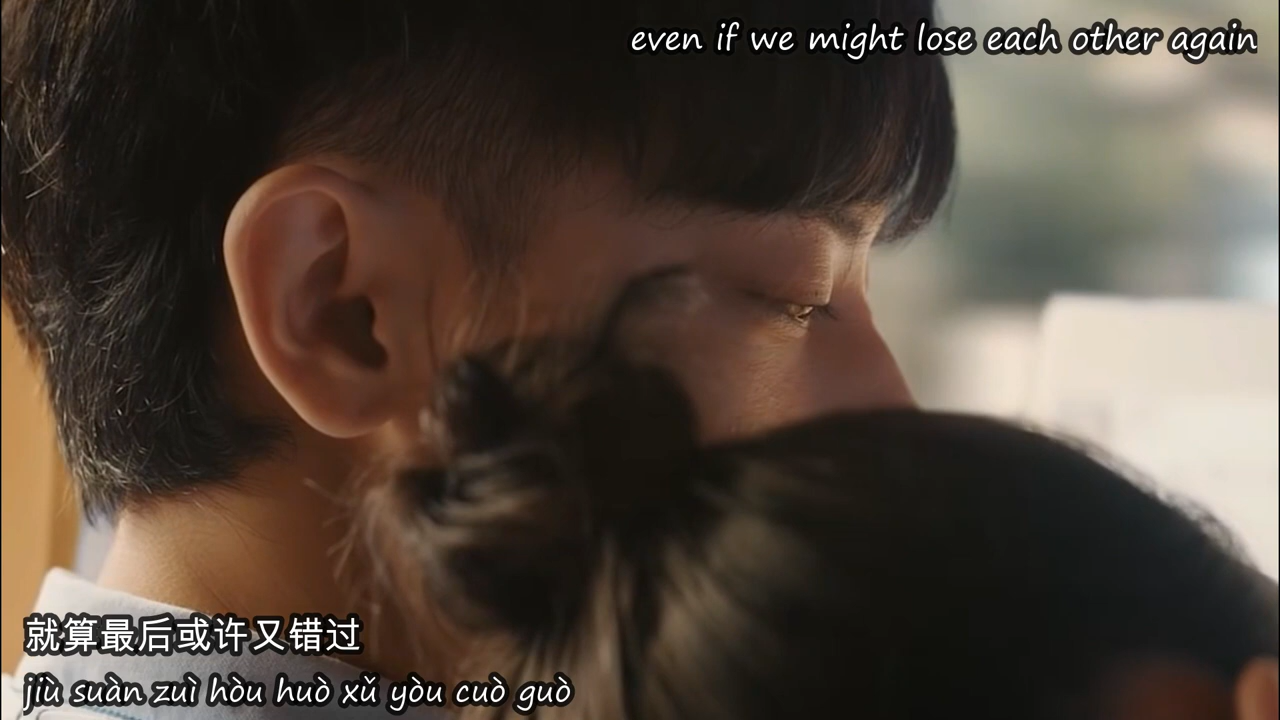 even if we might lose each other again
就算最后或许又错过
jiù suàn zuì hòu huò xǔ yòu cuò guò